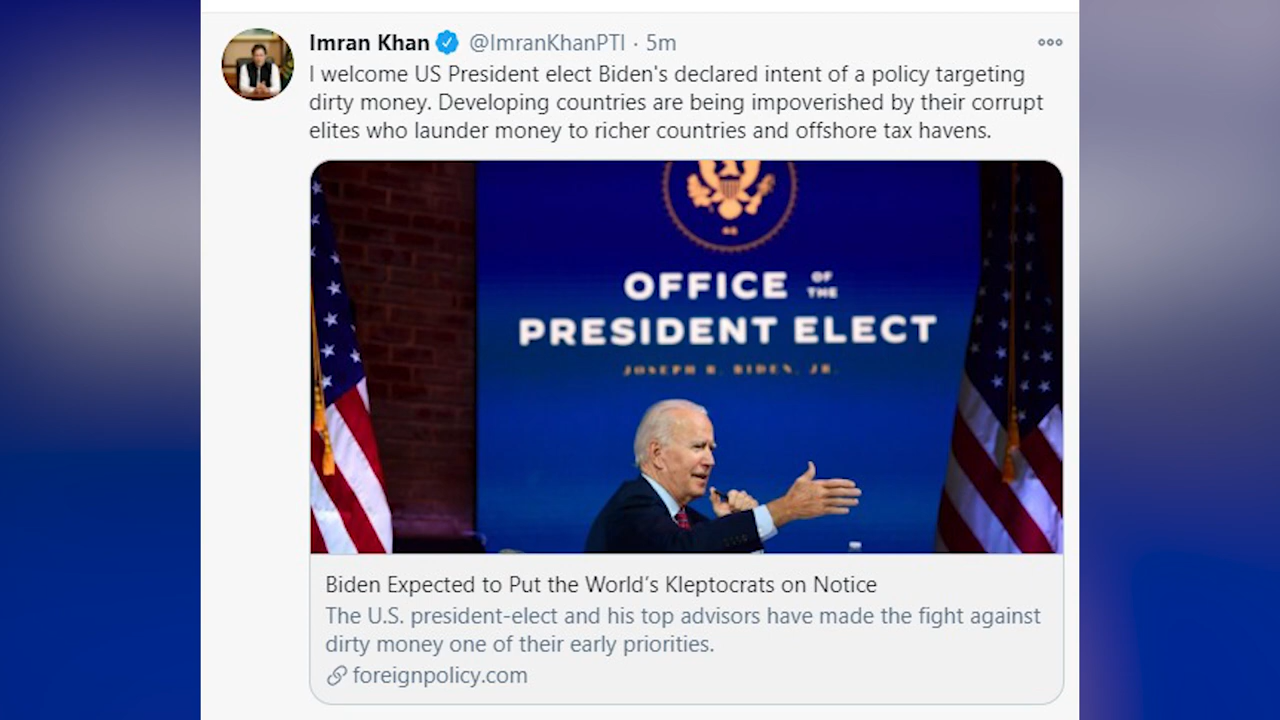 Imran Khan @ImranKhanPTI · 5m
I welcome US President elect Biden's declared intent of a policy targeting
dirty money. Developing countries are being impoverished by their corrupt
elites who launder money to richer countries and offshore tax havens.
OFFICE OF THE
PRESIDENT ELECT
JOSEPH R. BIDEN, JR.
Biden Expected to Put the World’s Kleptocrats on Notice
The U.S. president-elect and his top advisors have made the fight against
dirty money one of their early priorities.
foreignpolicy.com